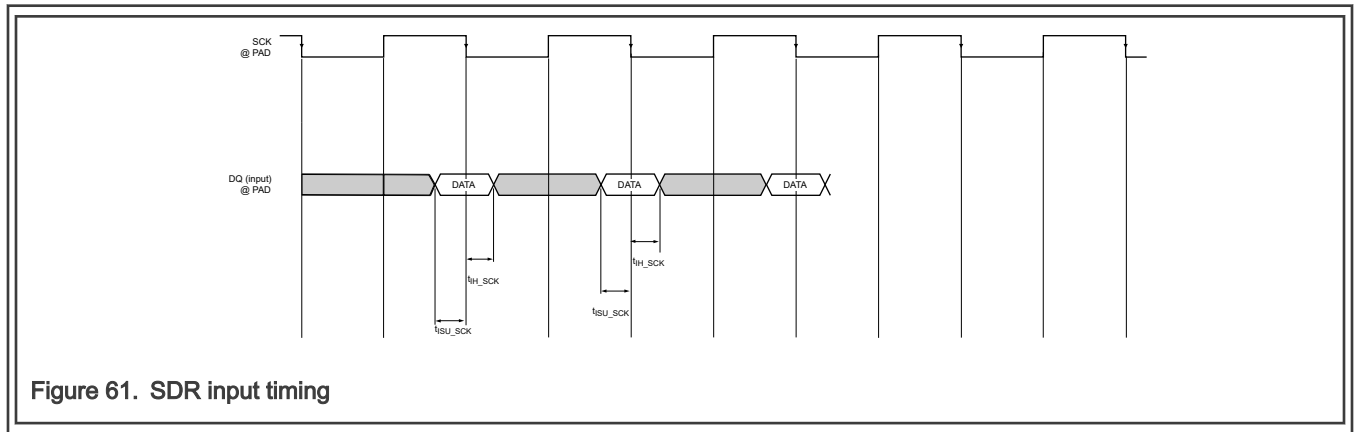 SCK
@ PAD
DQ (input)
@ PAD
DATA DATA DATA
tIH_SCK
tIH_SCK
tISU_SCK
tISU_SCK
Figure 61. SDR input timing